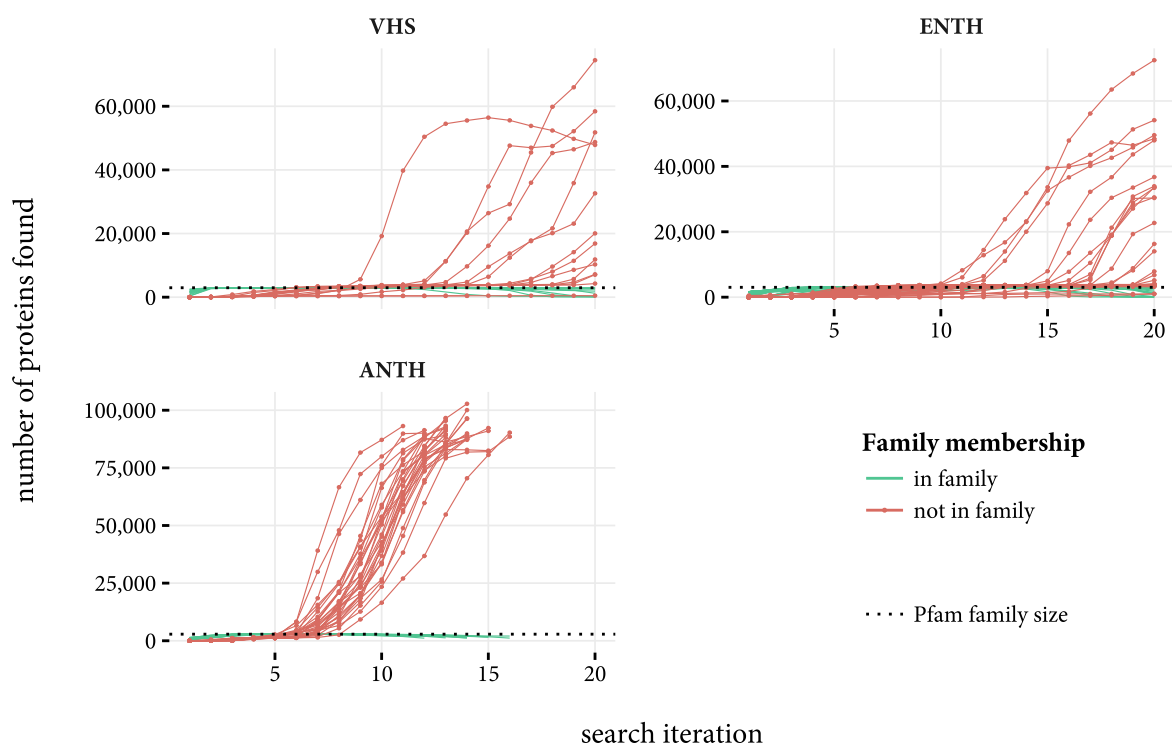 VHS
ENTH
60,000
40,000
20,000
0
60,000
40,000
20,000
0
5
10
15
20
number of proteins found
ANTH
100,000
75,000
50,000
25,000
0
5
10
15
20
Family membership
in family
not in family
Pfam family size
search iteration